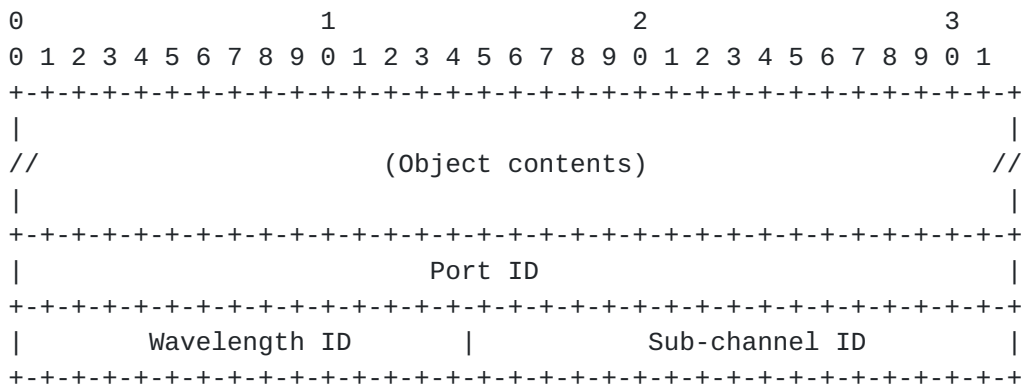 0                   1                   2                   3
0 1 2 3 4 5 6 7 8 9 0 1 2 3 4 5 6 7 8 9 0 1 2 3 4 5 6 7 8 9 0 1
+-+-+-+-+-+-+-+-+-+-+-+-+-+-+-+-+-+-+-+-+-+-+-+-+-+-+-+-+-+-+-+-+
|                                                               |
//                      (Object contents)                      //
|                                                               |
+-+-+-+-+-+-+-+-+-+-+-+-+-+-+-+-+-+-+-+-+-+-+-+-+-+-+-+-+-+-+-+-+
|                          Port ID                              |
+-+-+-+-+-+-+-+-+-+-+-+-+-+-+-+-+-+-+-+-+-+-+-+-+-+-+-+-+-+-+-+-+
|        Wavelength ID       |           Sub-channel ID         |
+-+-+-+-+-+-+-+-+-+-+-+-+-+-+-+-+-+-+-+-+-+-+-+-+-+-+-+-+-+-+-+-+